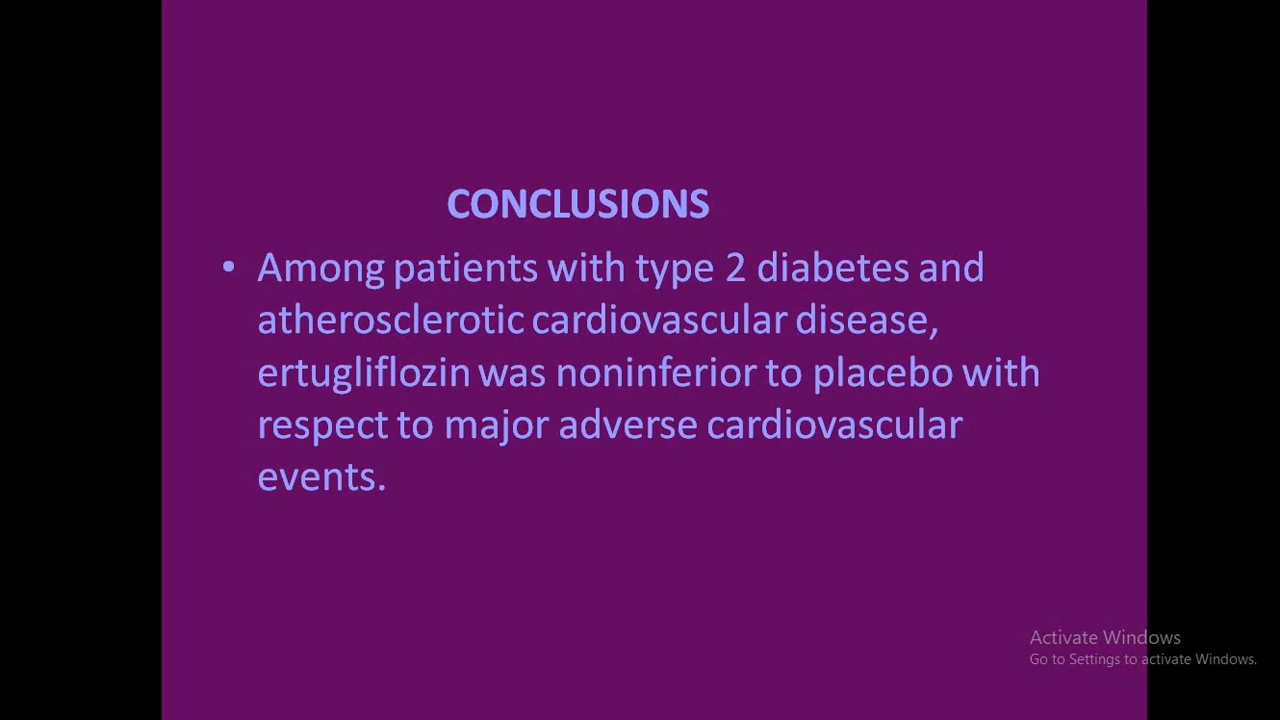 CONCLUSIONS
• Among patients with type 2 diabetes and
atherosclerotic cardiovascular disease,
ertugliflozin was noninferior to placebo with
respect to major adverse cardiovascular
events.
Activate Windows
Go to Settings to activate Windows.